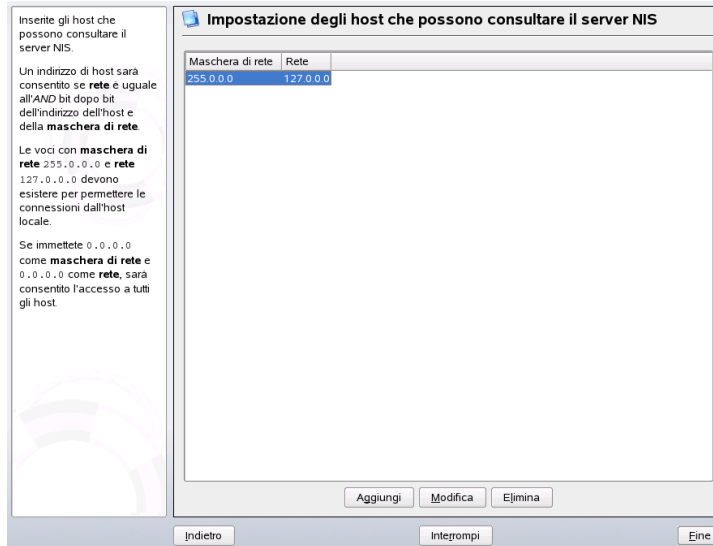 Inserite gli host che
possono consultare il
server NIS.
Un indirizzo di host sarà
consentito se rete è uguale
all'AND bit dopo bit
dell'indirizzo dell'host e
della maschera di rete.
Le voci con maschera di
rete 255.0.0.0 e rete
127.0.0.0 devono
esistere per permettere le
connessioni dall'host
locale.
Se immettete 0.0.0.0
come maschera di rete e
0.0.0.0 come rete, sarà
consentito l'accesso a tutti
gli host.
Impostazione degli host che possono consultare il server NIS
Maschera di rete Rete
255.0.0.0 127.0.0.0
Aggiungi Modifica Elimina
Indietro Interrompi Fine